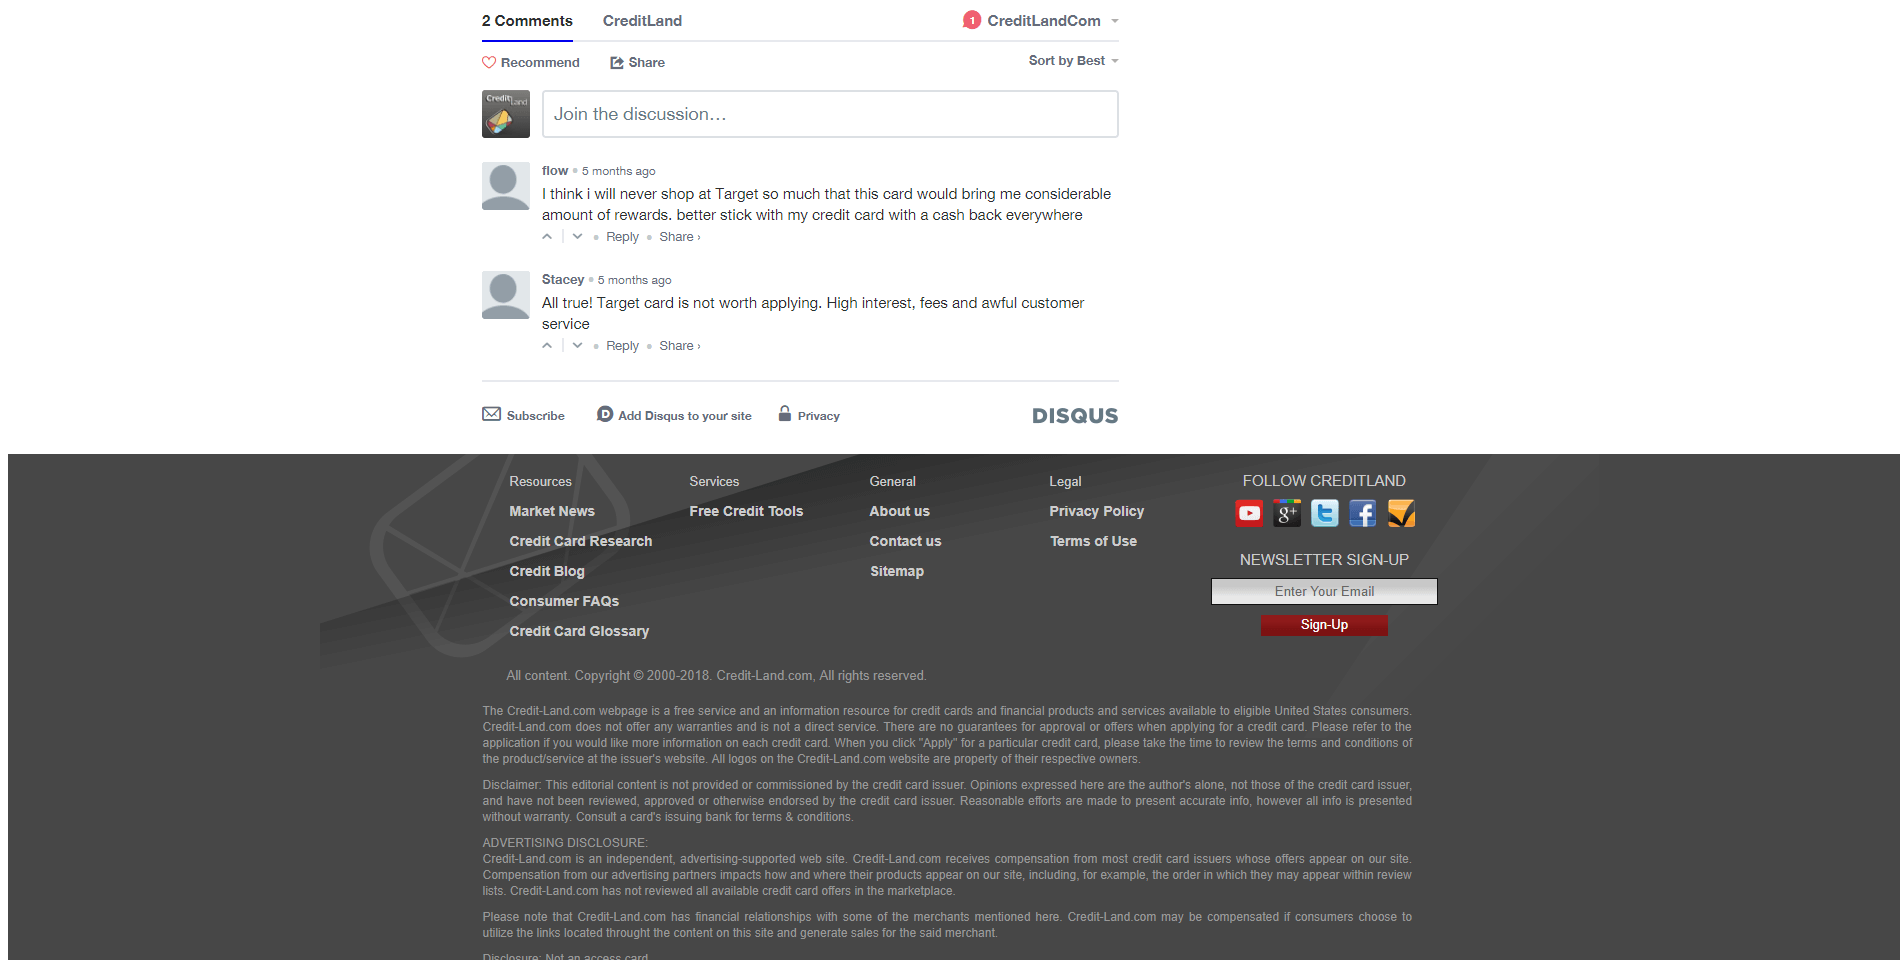 2 Comments CreditLand 1 CreditLandCom
Recommend Share Sort by Best
Credit Land
Join the discussion…
flow • 5 months ago
I think i will never shop at Target so much that this card would bring me considerable
amount of rewards. better stick with my credit card with a cash back everywhere
Reply • Share ›
Stacey • 5 months ago
All true! Target card is not worth applying. High interest, fees and awful customer
service
Reply • Share ›
Subscribe D Add Disqus to your site Privacy DISQUS
Resources Services General Legal FOLLOW CREDITLAND
Market News Free Credit Tools About us Privacy Policy
g+ t f
Credit Card Research Contact us Terms of Use
Credit Blog Sitemap NEWSLETTER SIGN-UP
Enter Your Email
Consumer FAQs
Credit Card Glossary Sign-Up
All content. Copyright © 2000-2018. Credit-Land.com, All rights reserved.
The Credit-Land.com webpage is a free service and an information resource for credit cards and financial products and services available to eligible United States consumers.
Credit-Land.com does not offer any warranties and is not a direct service. There are no guarantees for approval or offers when applying for a credit card. Please refer to the
application if you would like more information on each credit card. When you click "Apply" for a particular credit card, please take the time to review the terms and conditions of
the product/service at the issuer's website. All logos on the Credit-Land.com website are property of their respective owners.
Disclaimer: This editorial content is not provided or commissioned by the credit card issuer. Opinions expressed here are the author's alone, not those of the credit card issuer,
and have not been reviewed, approved or otherwise endorsed by the credit card issuer. Reasonable efforts are made to present accurate info, however all info is presented
without warranty. Consult a card's issuing bank for terms & conditions.
ADVERTISING DISCLOSURE:
Credit-Land.com is an independent, advertising-supported web site. Credit-Land.com receives compensation from most credit card issuers whose offers appear on our site.
Compensation from our advertising partners impacts how and where their products appear on our site, including, for example, the order in which they may appear within review
lists. Credit-Land.com has not reviewed all available credit card offers in the marketplace.
Please note that Credit-Land.com has financial relationships with some of the merchants mentioned here. Credit-Land.com may be compensated if consumers choose to
utilize the links located throught the content on this site and generate sales for the said merchant.
Disclosure: Not an access card